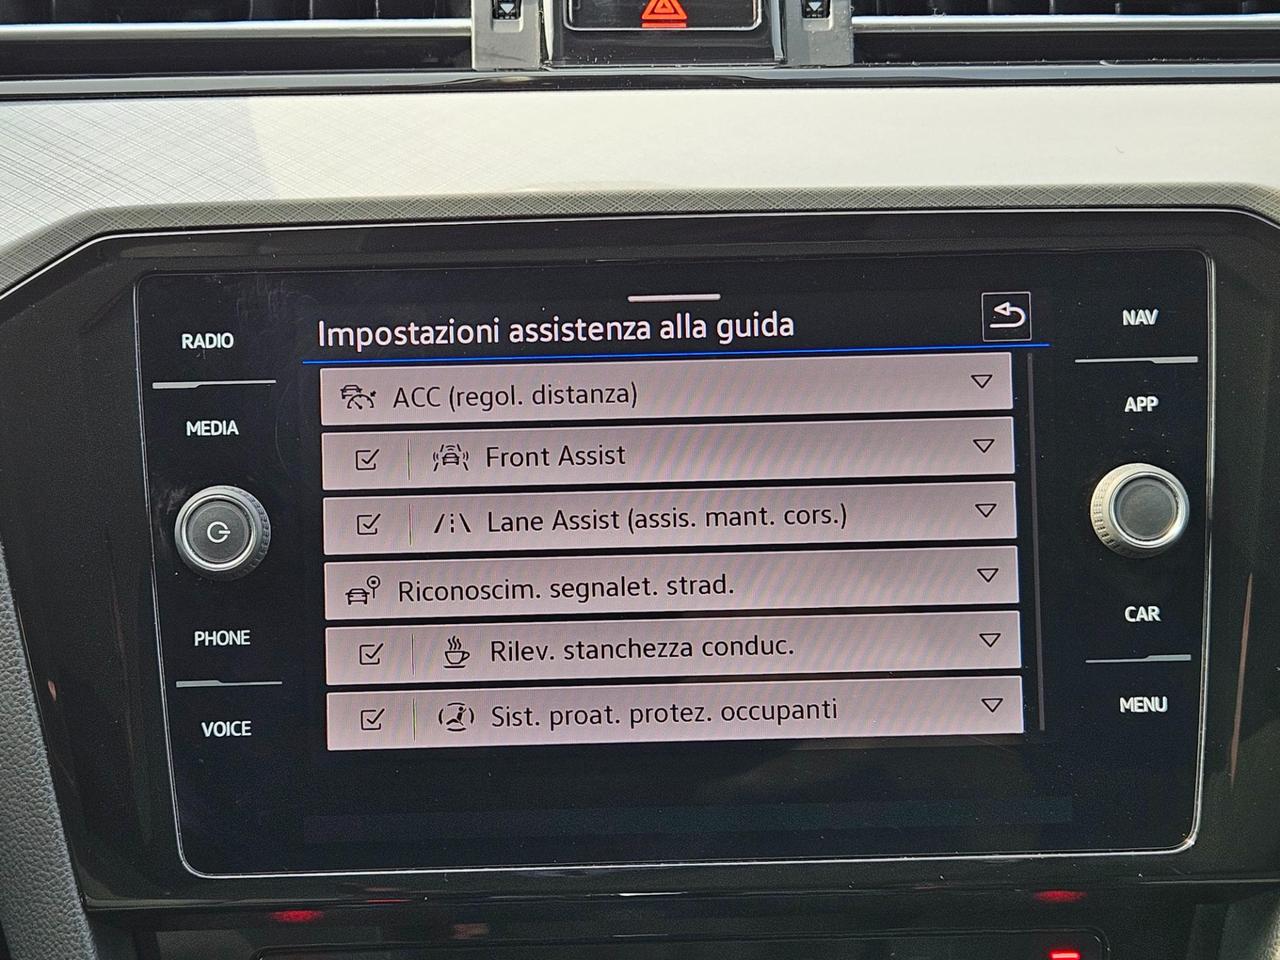 Impostazioni assistenza alla guida
RADIO
MEDIA
PHONE
VOICE
ACC (regol. distanza)
Front Assist
Lane Assist (assis. mant. cors.)
Riconoscim. segnalet. strad.
Rilev. stanchezza conduc.
Sist. proat. protez. occupanti
NAV
APP
CAR
MENU